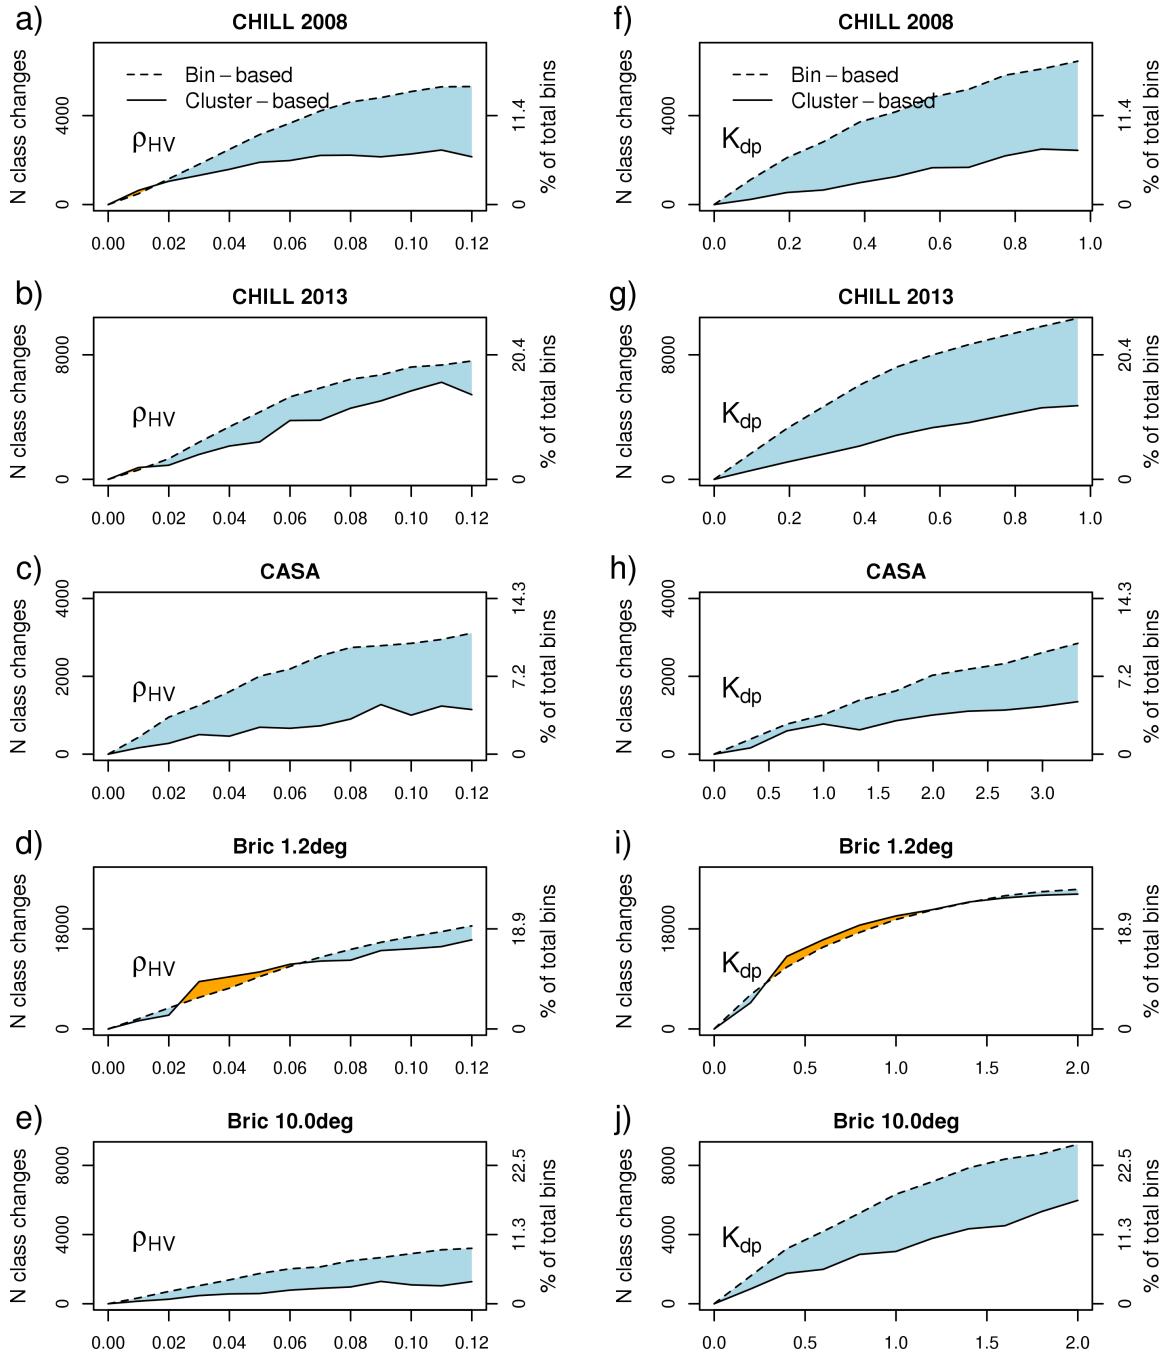 a)
CHILL 2008
N class changes
0
4000
Bin – based
Cluster – based
ρHV
0
11.4
% of total bins
0.00 0.02 0.04 0.06 0.08 0.10 0.12
f)
CHILL 2008
N class changes
0
4000
Bin – based
Cluster – based
Kdp
0
11.4
% of total bins
0.0 0.2 0.4 0.6 0.8 1.0
b)
CHILL 2013
N class changes
0
8000
ρHV
0
20.4
% of total bins
0.00 0.02 0.04 0.06 0.08 0.10 0.12
g)
CHILL 2013
N class changes
0
8000
Kdp
0
20.4
% of total bins
0.0 0.2 0.4 0.6 0.8 1.0
c)
CASA
N class changes
0
2000
4000
ρHV
0
7.2
14.3
% of total bins
0.00 0.02 0.04 0.06 0.08 0.10 0.12
h)
CASA
N class changes
0
2000
4000
Kdp
0
7.2
14.3
% of total bins
0.0 0.5 1.0 1.5 2.0 2.5 3.0
d)
Bric 1.2deg
N class changes
0
18000
ρHV
0
18.9
% of total bins
0.00 0.02 0.04 0.06 0.08 0.10 0.12
i)
Bric 1.2deg
N class changes
0
18000
Kdp
0
18.9
% of total bins
0.0 0.5 1.0 1.5 2.0
e)
Bric 10.0deg
N class changes
0
4000
8000
ρHV
0
11.3
22.5
% of total bins
0.00 0.02 0.04 0.06 0.08 0.10 0.12
j)
Bric 10.0deg
N class changes
0
4000
8000
Kdp
0
11.3
22.5
% of total bins
0.0 0.5 1.0 1.5 2.0